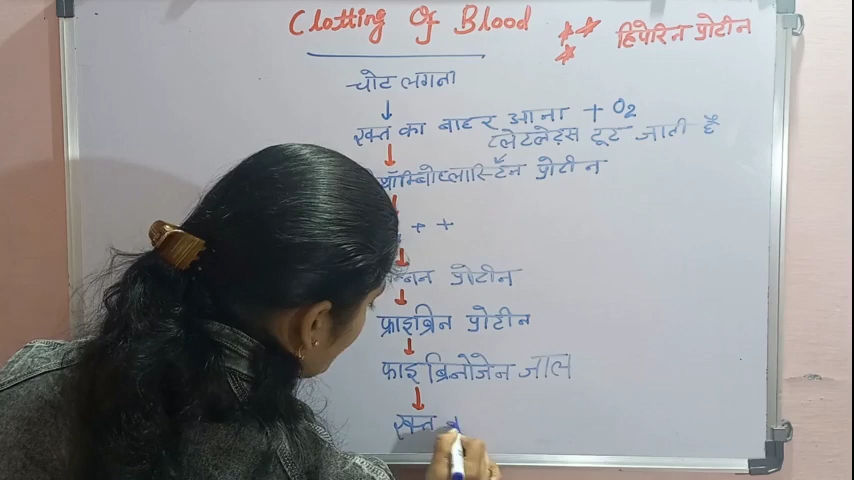 Clotting Of Blood
हिपेरिन प्रोटीन
चोट लगना
रक्त का बाहर आना + O2
प्लेटलेट्स टूट जाती है
थ्रॉम्बोप्लास्टिन प्रोटीन
+ +
प्रोटीन
फ्राइब्रिन प्रोटीन
फाइब्रिनोजेन जाल
रक्त